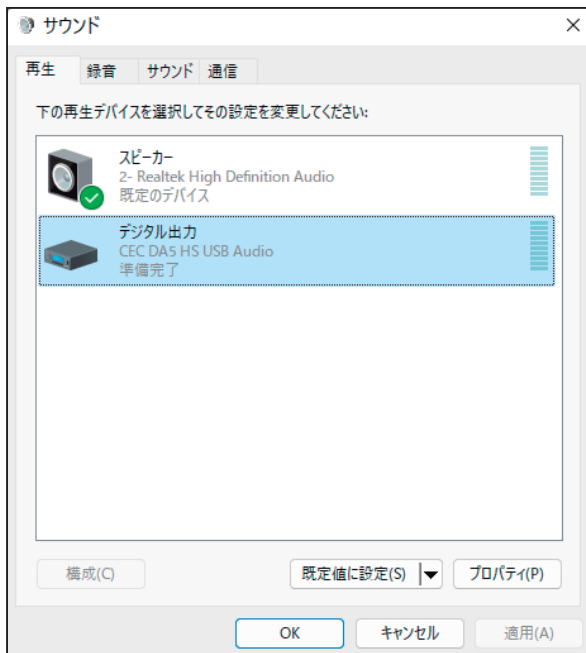 サウンド
再生 録音 サウンド 通信
下の再生デバイスを選択してその設定を変更してください:
スピーカー
2- Realtek High Definition Audio
既定のデバイス
デジタル出力
CEC DA5 HS USB Audio
準備完了
構成(C) 既定値に設定(S) プロパティ(P)
OK キャンセル 適用(A)